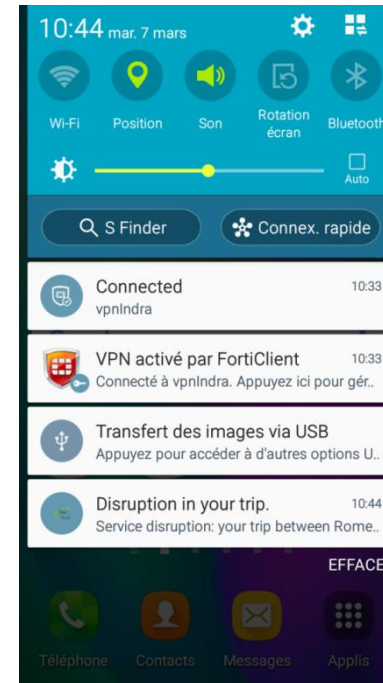 10:44 mar. 7 mars
Wi-Fi Position Son Rotation écran Bluetooth
Auto
S Finder Connex. rapide
Connected 10:33
vpnIndra
VPN activé par FortiClient 10:33
Connecté à vpnIndra. Appuyez ici pour gér..
Transfert des images via USB
Appuyez pour accéder à d'autres options U..
Disruption in your trip. 10:44
Service disruption: your trip between Rome..
EFFACE
Téléphone Contacts Messages Applis